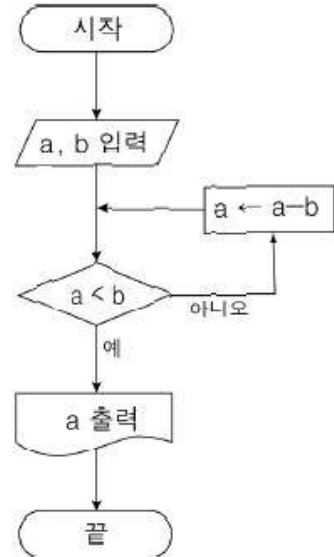 시작
a, b 입력
a ← a-b
a < b
아니오
예
a 출력
끝